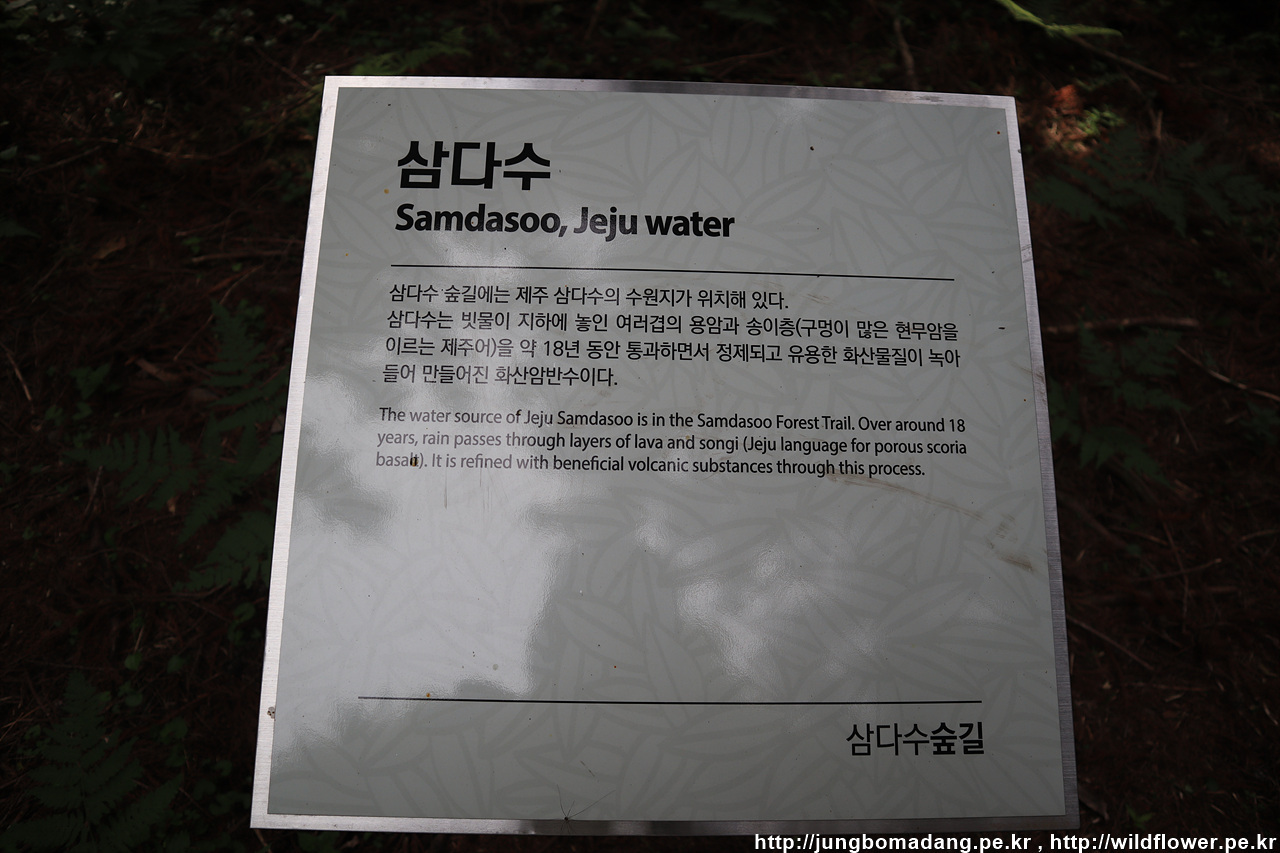 삼다수
Samdasoo, Jeju water
삼다수 숲길에는 제주 삼다수의 수원지가 위치해 있다.
삼다수는 빗물이 지하에 놓인 여러겹의 용암과 송이층(구멍이 많은 현무암을
이르는 제주어)을 약 18년 동안 통과하면서 정제되고 유용한 화산물질이 녹아
들어 만들어진 화산암반수이다.
The water source of Jeju Samdasoo is in the Samdasoo Forest Trail. Over around 18
years, rain passes through layers of lava and songi (Jeju language for porous scoria
basalt). It is refined with beneficial volcanic substances through this process.
삼다수숲길
http://jungbomadang.pe.kr , http://wildflower.pe.kr